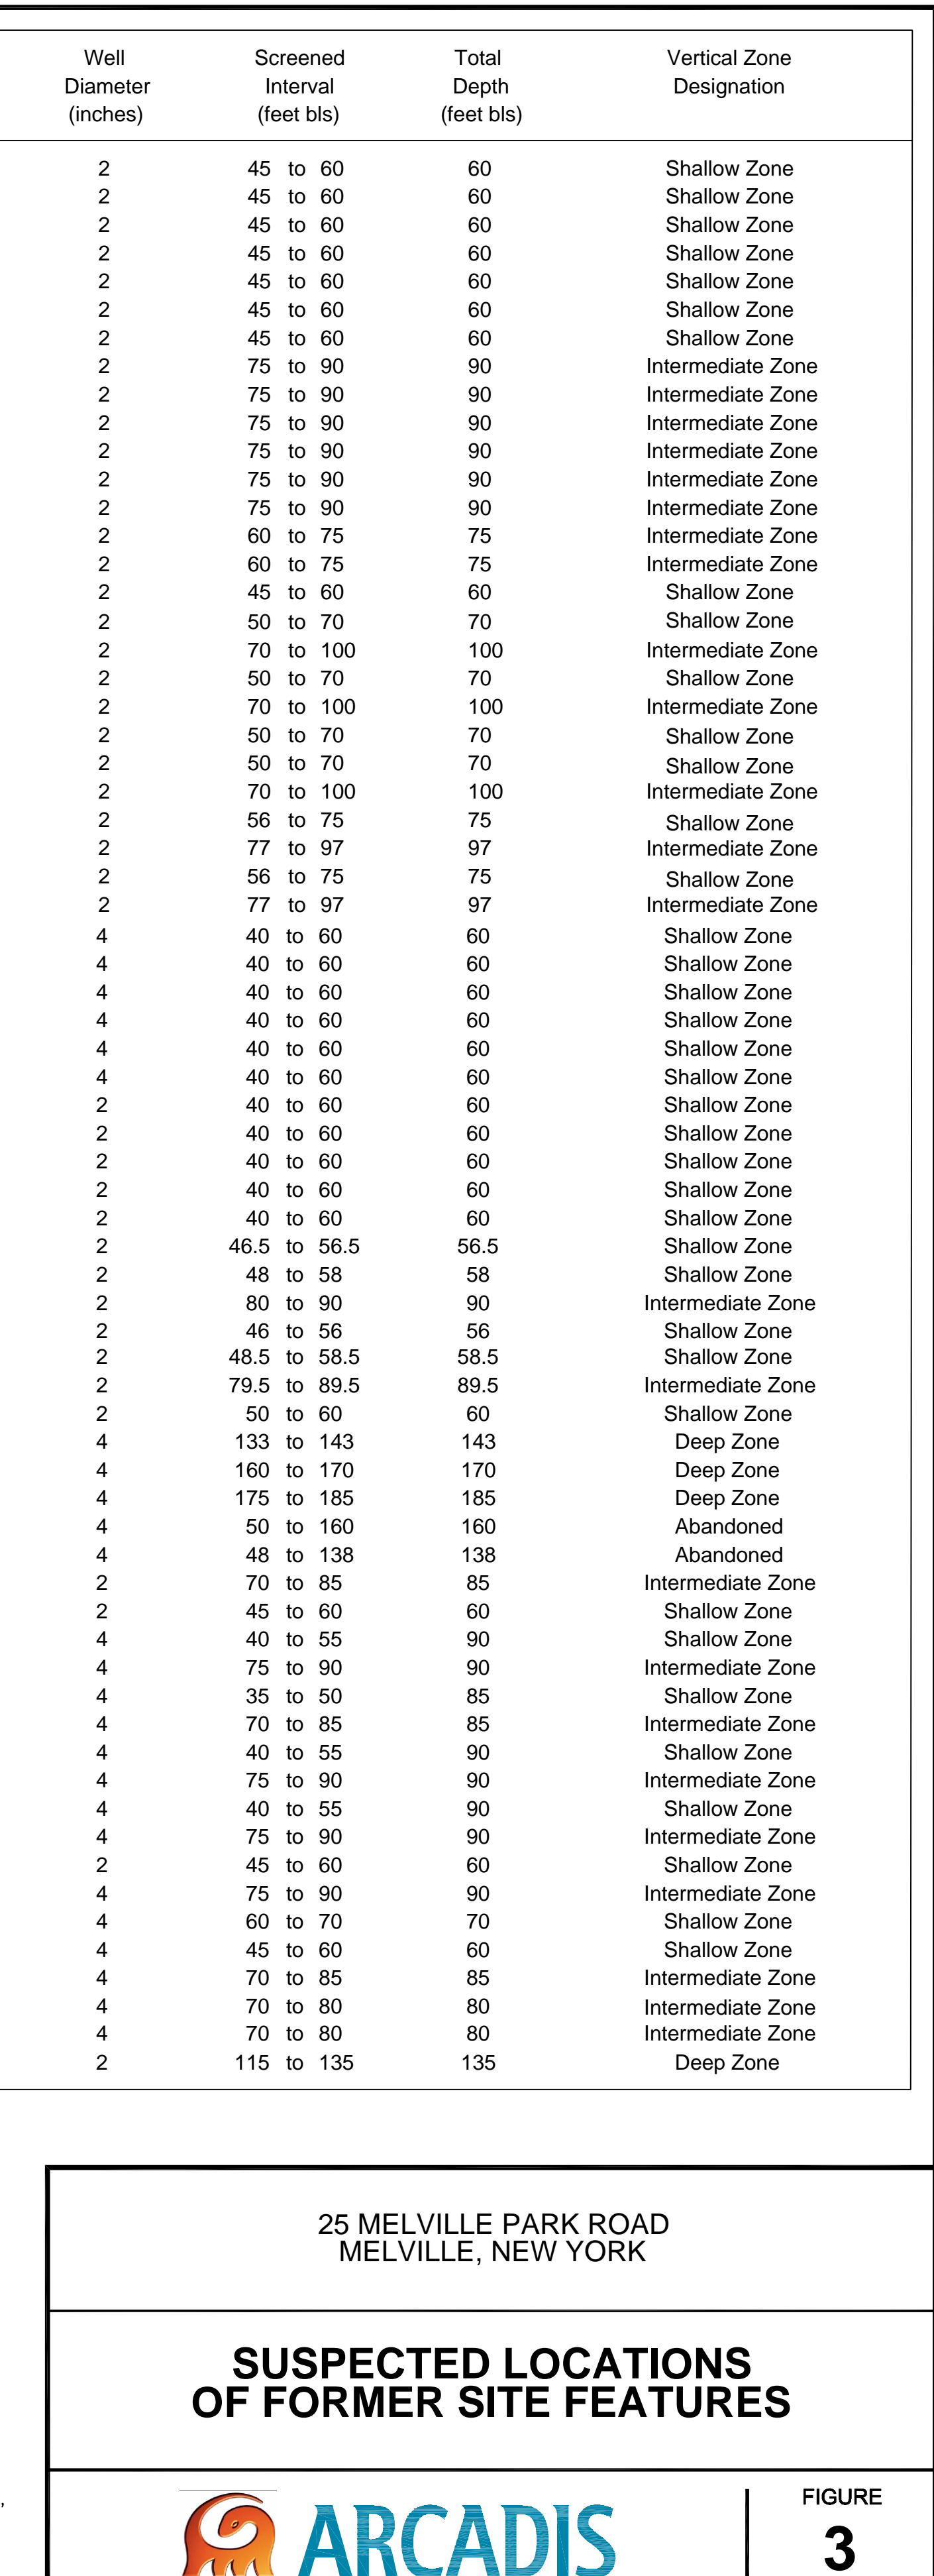 Well Screened Total Vertical Zone
Diameter Interval Depth Designation
(inches) (feet bls) (feet bls)
2 45 to 60 60 Shallow Zone
2 45 to 60 60 Shallow Zone
2 45 to 60 60 Shallow Zone
2 45 to 60 60 Shallow Zone
2 45 to 60 60 Shallow Zone
2 45 to 60 60 Shallow Zone
2 45 to 60 60 Shallow Zone
2 75 to 90 90 Intermediate Zone
2 75 to 90 90 Intermediate Zone
2 75 to 90 90 Intermediate Zone
2 75 to 90 90 Intermediate Zone
2 75 to 90 90 Intermediate Zone
2 75 to 90 90 Intermediate Zone
2 60 to 75 75 Intermediate Zone
2 60 to 75 75 Intermediate Zone
2 45 to 60 60 Shallow Zone
2 50 to 70 70 Shallow Zone
2 70 to 100 100 Intermediate Zone
2 50 to 70 70 Shallow Zone
2 70 to 100 100 Intermediate Zone
2 50 to 70 70 Shallow Zone
2 50 to 70 70 Shallow Zone
2 70 to 100 100 Intermediate Zone
2 56 to 75 75 Shallow Zone
2 77 to 97 97 Intermediate Zone
2 56 to 75 75 Shallow Zone
2 77 to 97 97 Intermediate Zone
4 40 to 60 60 Shallow Zone
4 40 to 60 60 Shallow Zone
4 40 to 60 60 Shallow Zone
4 40 to 60 60 Shallow Zone
4 40 to 60 60 Shallow Zone
4 40 to 60 60 Shallow Zone
2 40 to 60 60 Shallow Zone
2 40 to 60 60 Shallow Zone
2 40 to 60 60 Shallow Zone
2 40 to 60 60 Shallow Zone
2 40 to 60 60 Shallow Zone
2 46.5 to 56.5 56.5 Shallow Zone
2 48 to 58 58 Shallow Zone
2 80 to 90 90 Intermediate Zone
2 46 to 56 56 Shallow Zone
2 48.5 to 58.5 58.5 Shallow Zone
2 79.5 to 89.5 89.5 Intermediate Zone
2 50 to 60 60 Shallow Zone
4 133 to 143 143 Deep Zone
4 160 to 170 170 Deep Zone
4 175 to 185 185 Deep Zone
4 50 to 160 160 Abandoned
4 48 to 138 138 Abandoned
2 70 to 85 85 Intermediate Zone
2 45 to 60 60 Shallow Zone
4 40 to 55 90 Shallow Zone
4 75 to 90 90 Intermediate Zone
4 35 to 50 85 Shallow Zone
4 70 to 85 85 Intermediate Zone
4 40 to 55 90 Shallow Zone
4 75 to 90 90 Intermediate Zone
4 40 to 55 90 Shallow Zone
4 75 to 90 90 Intermediate Zone
2 45 to 60 60 Shallow Zone
4 75 to 90 90 Intermediate Zone
4 60 to 70 70 Shallow Zone
4 45 to 60 60 Shallow Zone
4 70 to 85 85 Intermediate Zone
4 70 to 80 80 Intermediate Zone
4 70 to 80 80 Intermediate Zone
2 115 to 135 135 Deep Zone
25 MELVILLE PARK ROAD
MELVILLE, NEW YORK
SUSPECTED LOCATIONS
OF FORMER SITE FEATURES
,
ARCADIS
FIGURE
3